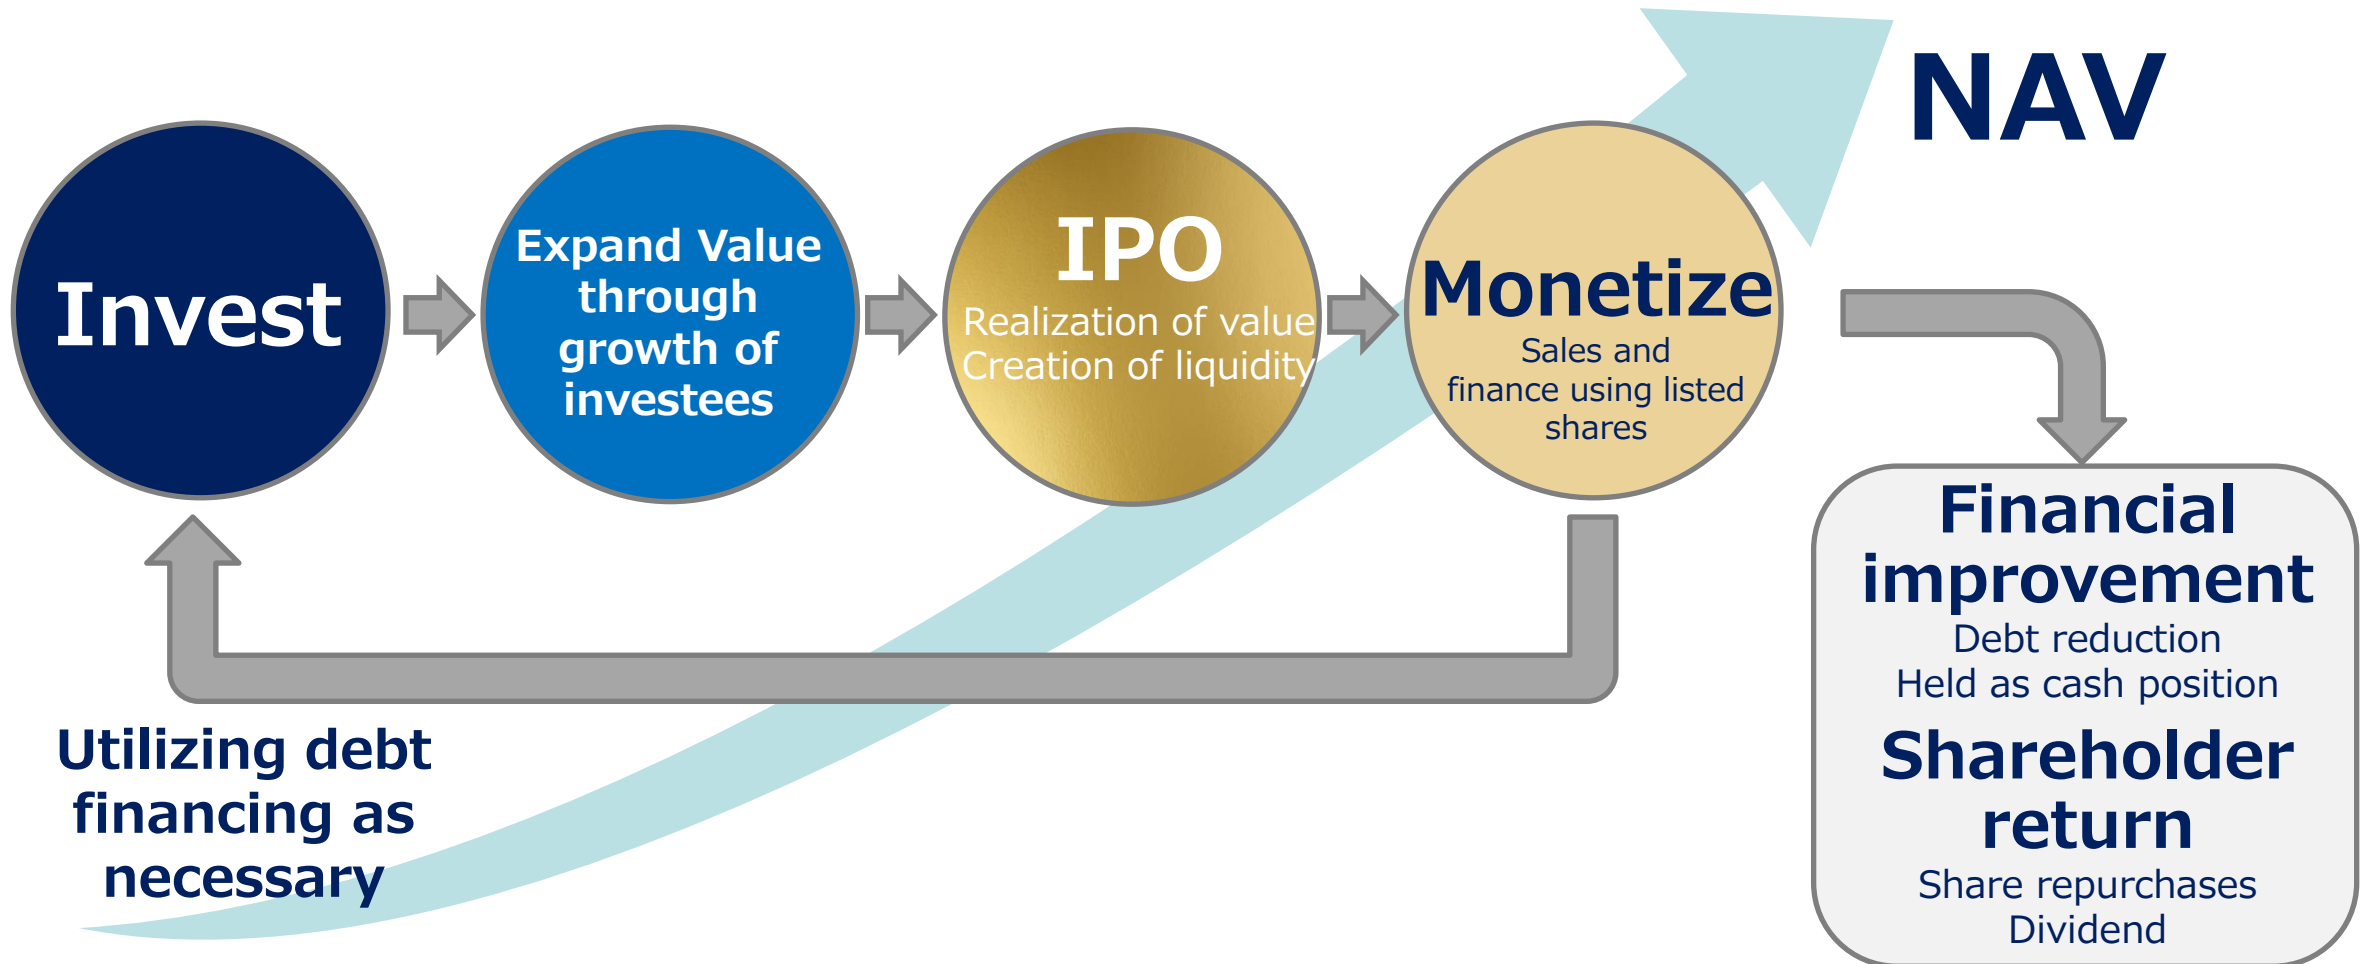 NAV
Invest
Expand Value
through
growth of
investees
IPO
Realization of value
Creation of liquidity
Monetize
Sales and
finance using listed
shares
Financial
improvement
Debt reduction
Held as cash position
Shareholder
return
Share repurchases
Dividend
Utilizing debt
financing as
necessary